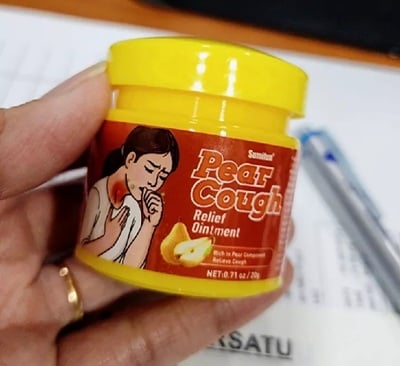 Sumifun
Pear
Cough
Relief
Ointment
Rich in Pear Component
Relieve Cough
NET:0.71 oz / 20g
RSATU